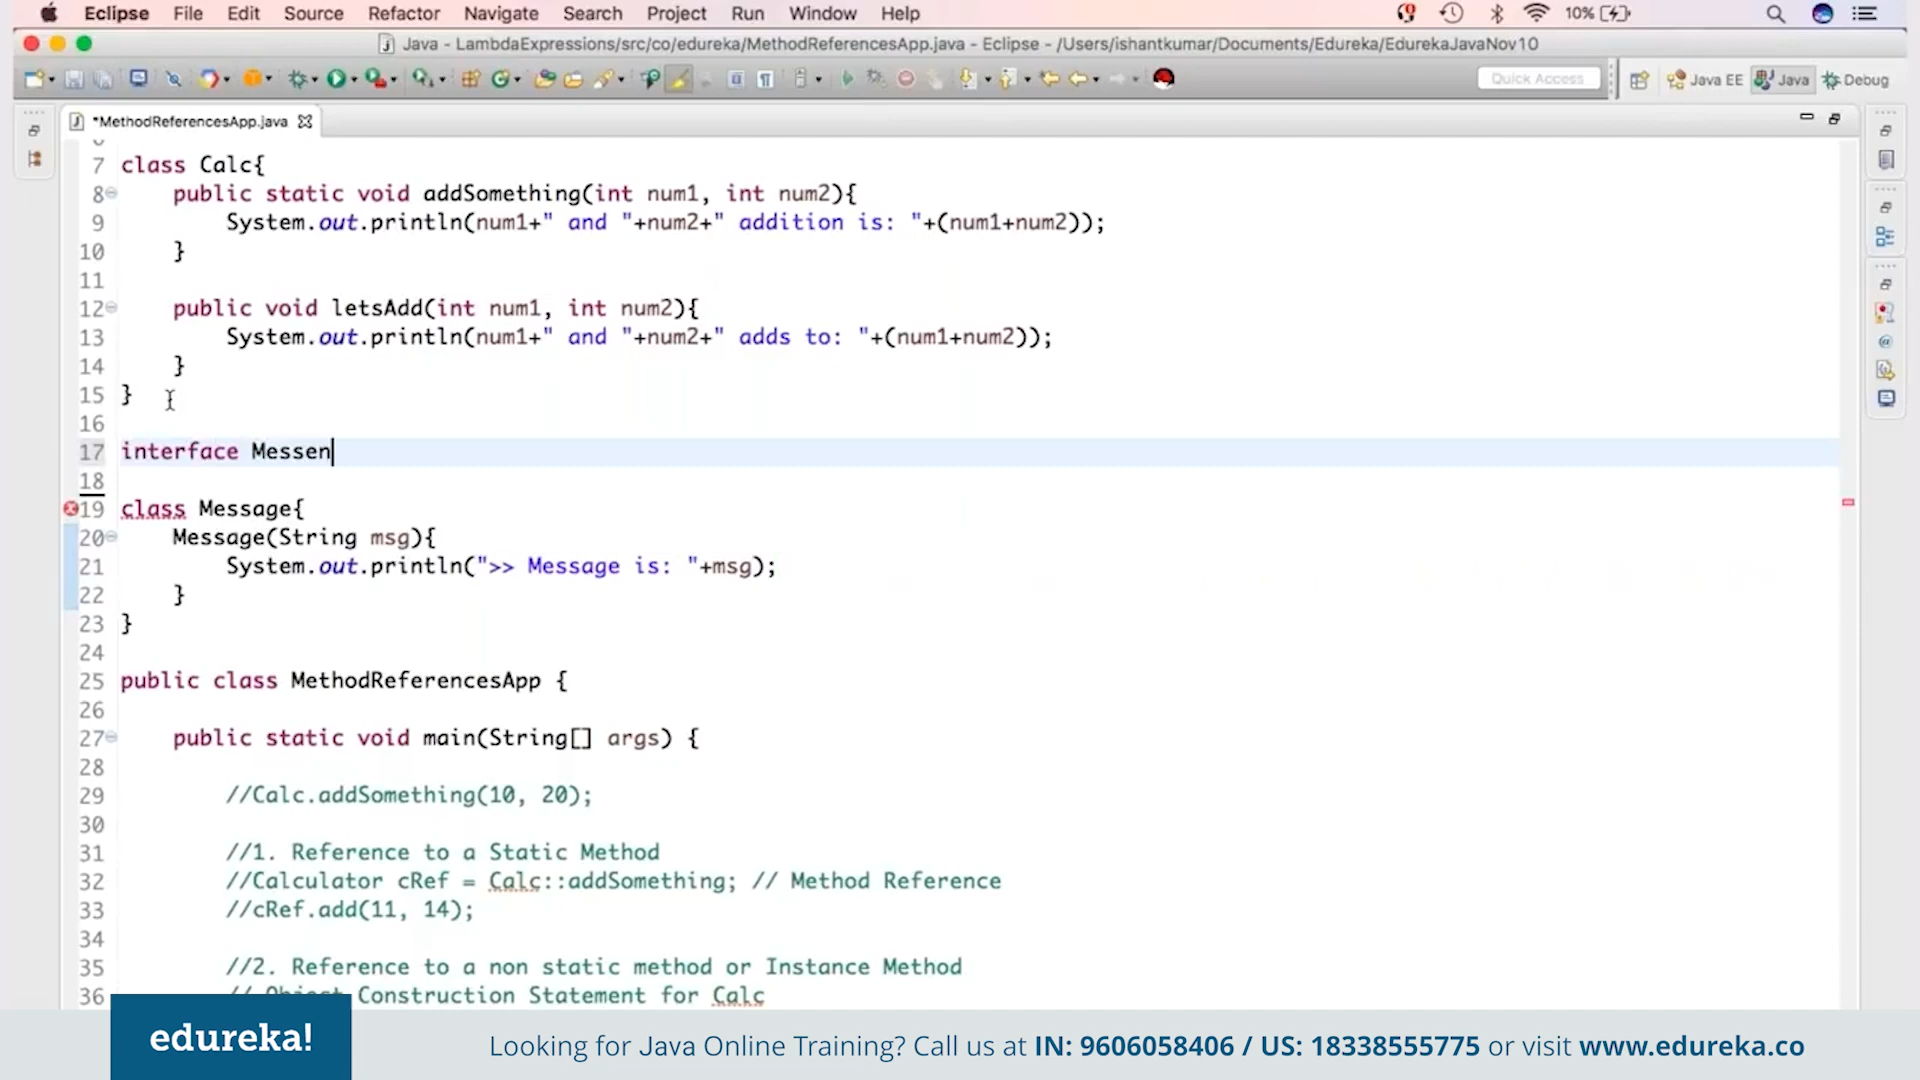 Eclipse File Edit Source Refactor Navigate Search Project Run Window Help 10%
Java - LambdaExpressions/src/co/edureka/MethodReferencesApp.java - Eclipse - /Users/ishantkumar/Documents/Edureka/EdurekaJavaNov10
Quick Access Java EE Java Debug
*MethodReferencesApp.java
7 class Calc{
8 public static void addSomething(int num1, int num2){
9 System.out.println(num1+" and "+num2+" addition is: "+(num1+num2));
10 }
11
12 public void letsAdd(int num1, int num2){
13 System.out.println(num1+" and "+num2+" adds to: "+(num1+num2));
14 }
15 }
16
17 interface Messen
18
19 class Message{
20 Message(String msg){
21 System.out.println(">> Message is: "+msg);
22 }
23 }
24
25 public class MethodReferencesApp {
26
27 public static void main(String[] args) {
28
29 //Calc.addSomething(10, 20);
30
31 //1. Reference to a Static Method
32 //Calculator cRef = Calc::addSomething; // Method Reference
33 //cRef.add(11, 14);
34
35 //2. Reference to a non static method or Instance Method
36 // Object Construction Statement for Calc
edureka!
Looking for Java Online Training? Call us at IN: 9606058406 / US: 18338555775 or visit www.edureka.co